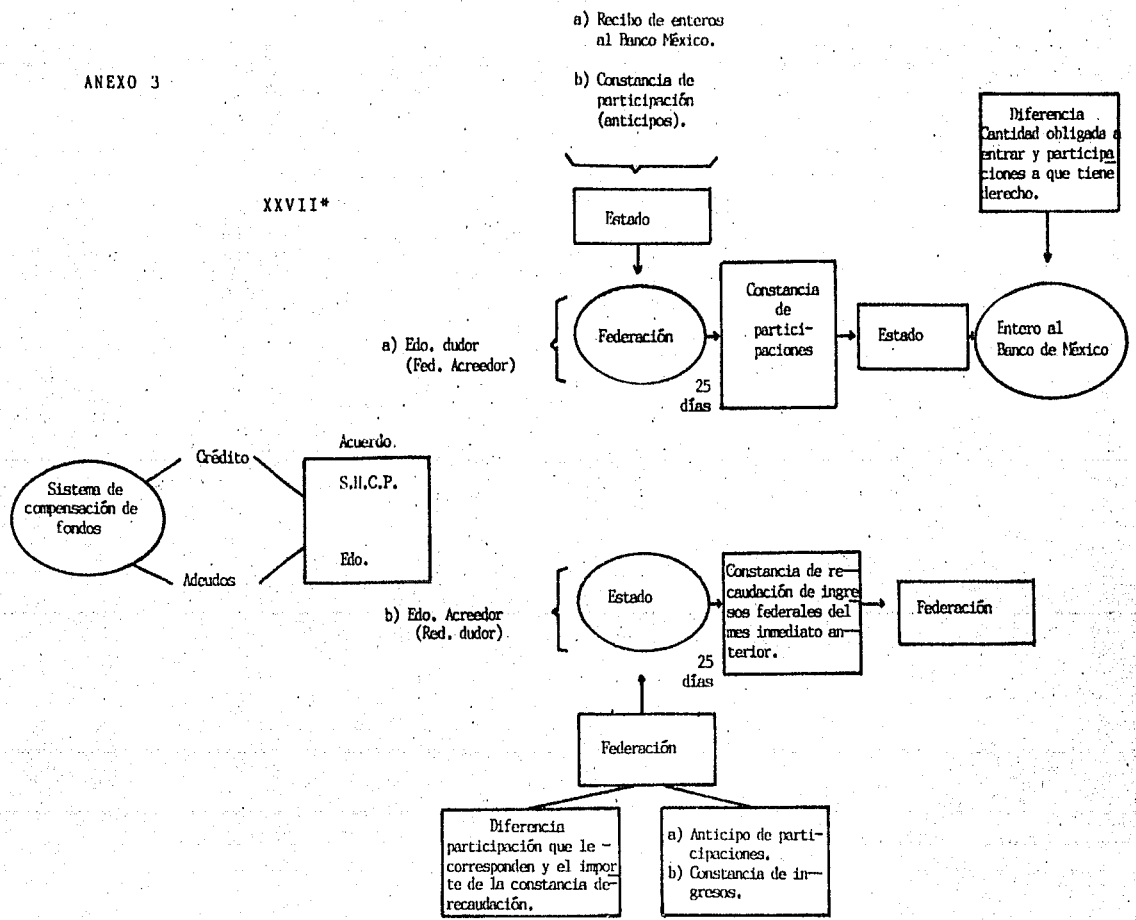 a) Recibo de enteros
al Banco México.
ANEXO 3
b) Constancia de
participación
(anticipos).
Diferencia
Cantidad obligada a
entrar y participa
ciones a que tiene
derecho.
XXVII*
Estado
a) Edo. dudor
(Fed. Acreedor)
Federación
25
días
Constancia
de
partici-
paciones
Estado
Entero al
Banco de México
Sistema de
compensación de
fondos
Crédito
Adeudos
Acuerdo.
S.H.C.P.
Edo.
b) Edo. Acreedor
(Red. dudor)
Estado
25
días
Constancia de re—
caudación de ingre
sos federales del
mes inmediato an—
terior.
Federación
Federación
Diferencia
participación que le -
corresponden y el impor
te de la constancia de-
recaudación.
a) Anticipo de parti-
cipaciones.
b) Constancia de in—
gresos.